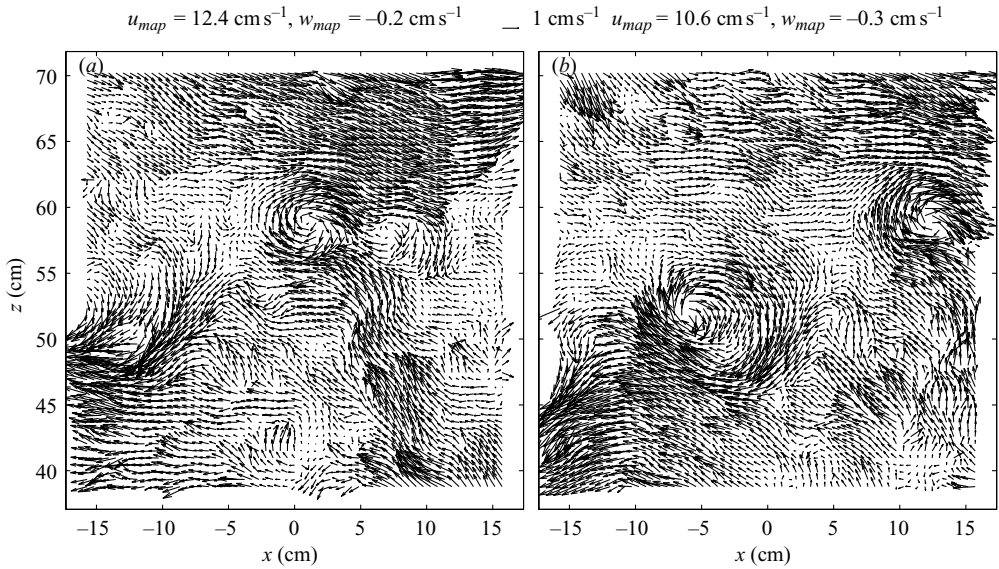 u_map = 12.4 cm s⁻¹, w_map = –0.2 cm s⁻¹
1 cm s⁻¹
u_map = 10.6 cm s⁻¹, w_map = –0.3 cm s⁻¹
(a)
(b)
70
65
60
55
50
45
40
z (cm)
–15 –10 –5 0 5 10 15
–15 –10 –5 0 5 10 15
x (cm)
x (cm)